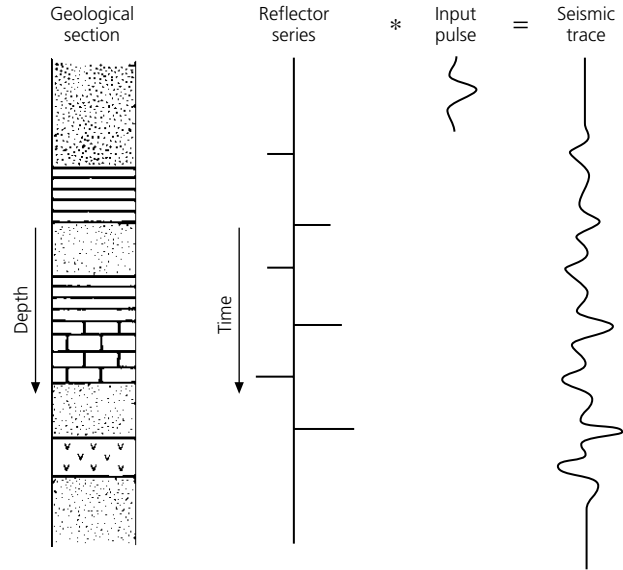 Geological
section
Reflector
series
*
Input
pulse
=
Seismic
trace
Depth
Time